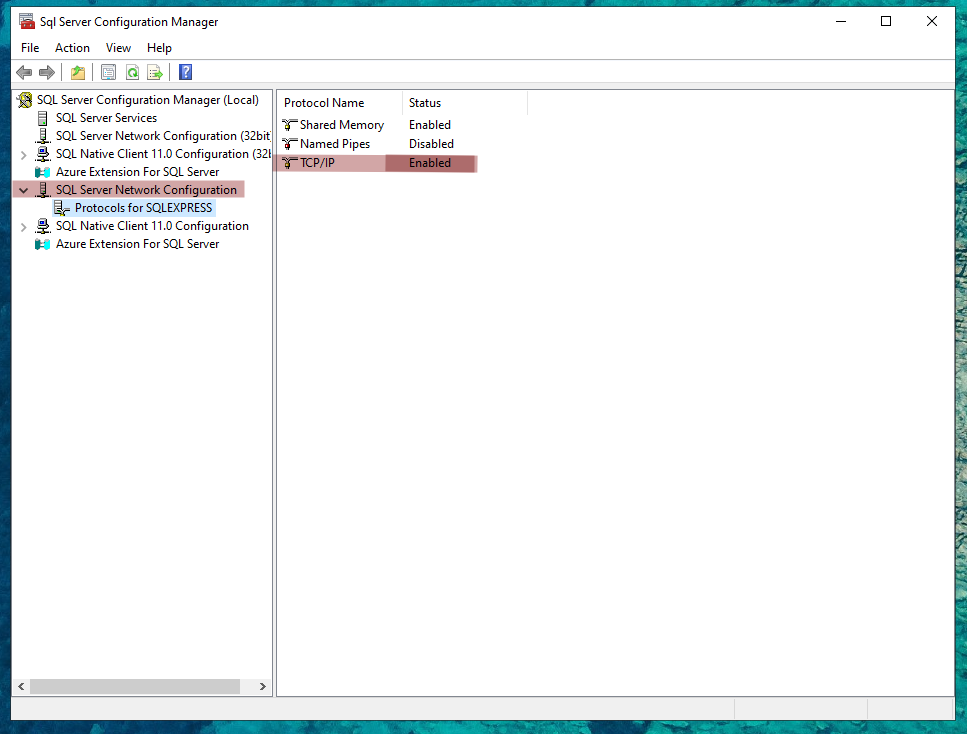 Sql Server Configuration Manager
File Action View Help
SQL Server Configuration Manager (Local)
SQL Server Services
SQL Server Network Configuration (32bit
SQL Native Client 11.0 Configuration (32b
Azure Extension For SQL Server
SQL Server Network Configuration
Protocols for SQLEXPRESS
SQL Native Client 11.0 Configuration
Azure Extension For SQL Server
Protocol Name Status
Shared Memory Enabled
Named Pipes Disabled
TCP/IP Enabled